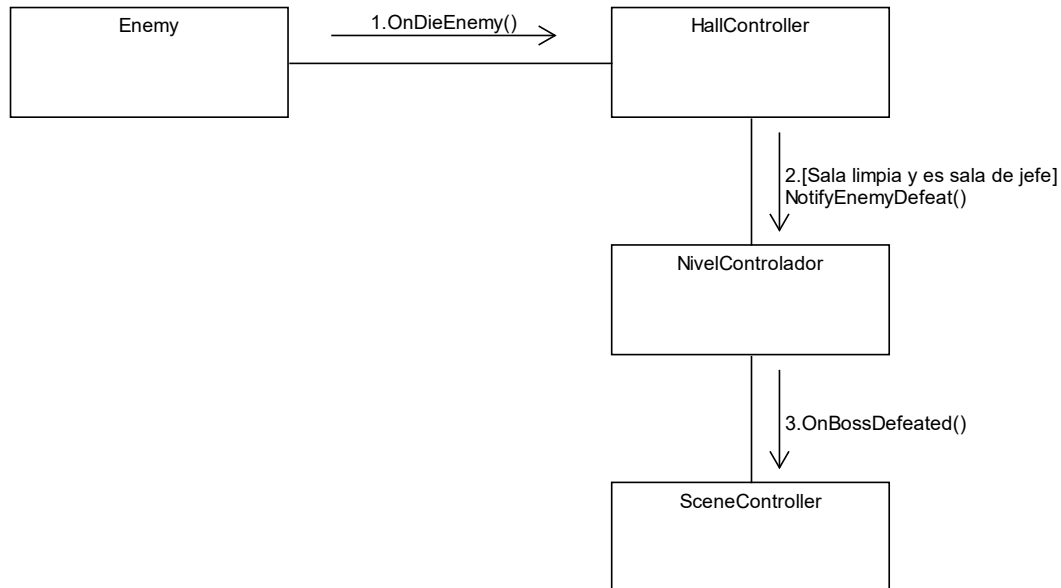 Enemy
1.OnDieEnemy()
HallController
2.[Sala limpia y es sala de jefe]
NotifyEnemyDefeat()
NivelControlador
3.OnBossDefeated()
SceneController